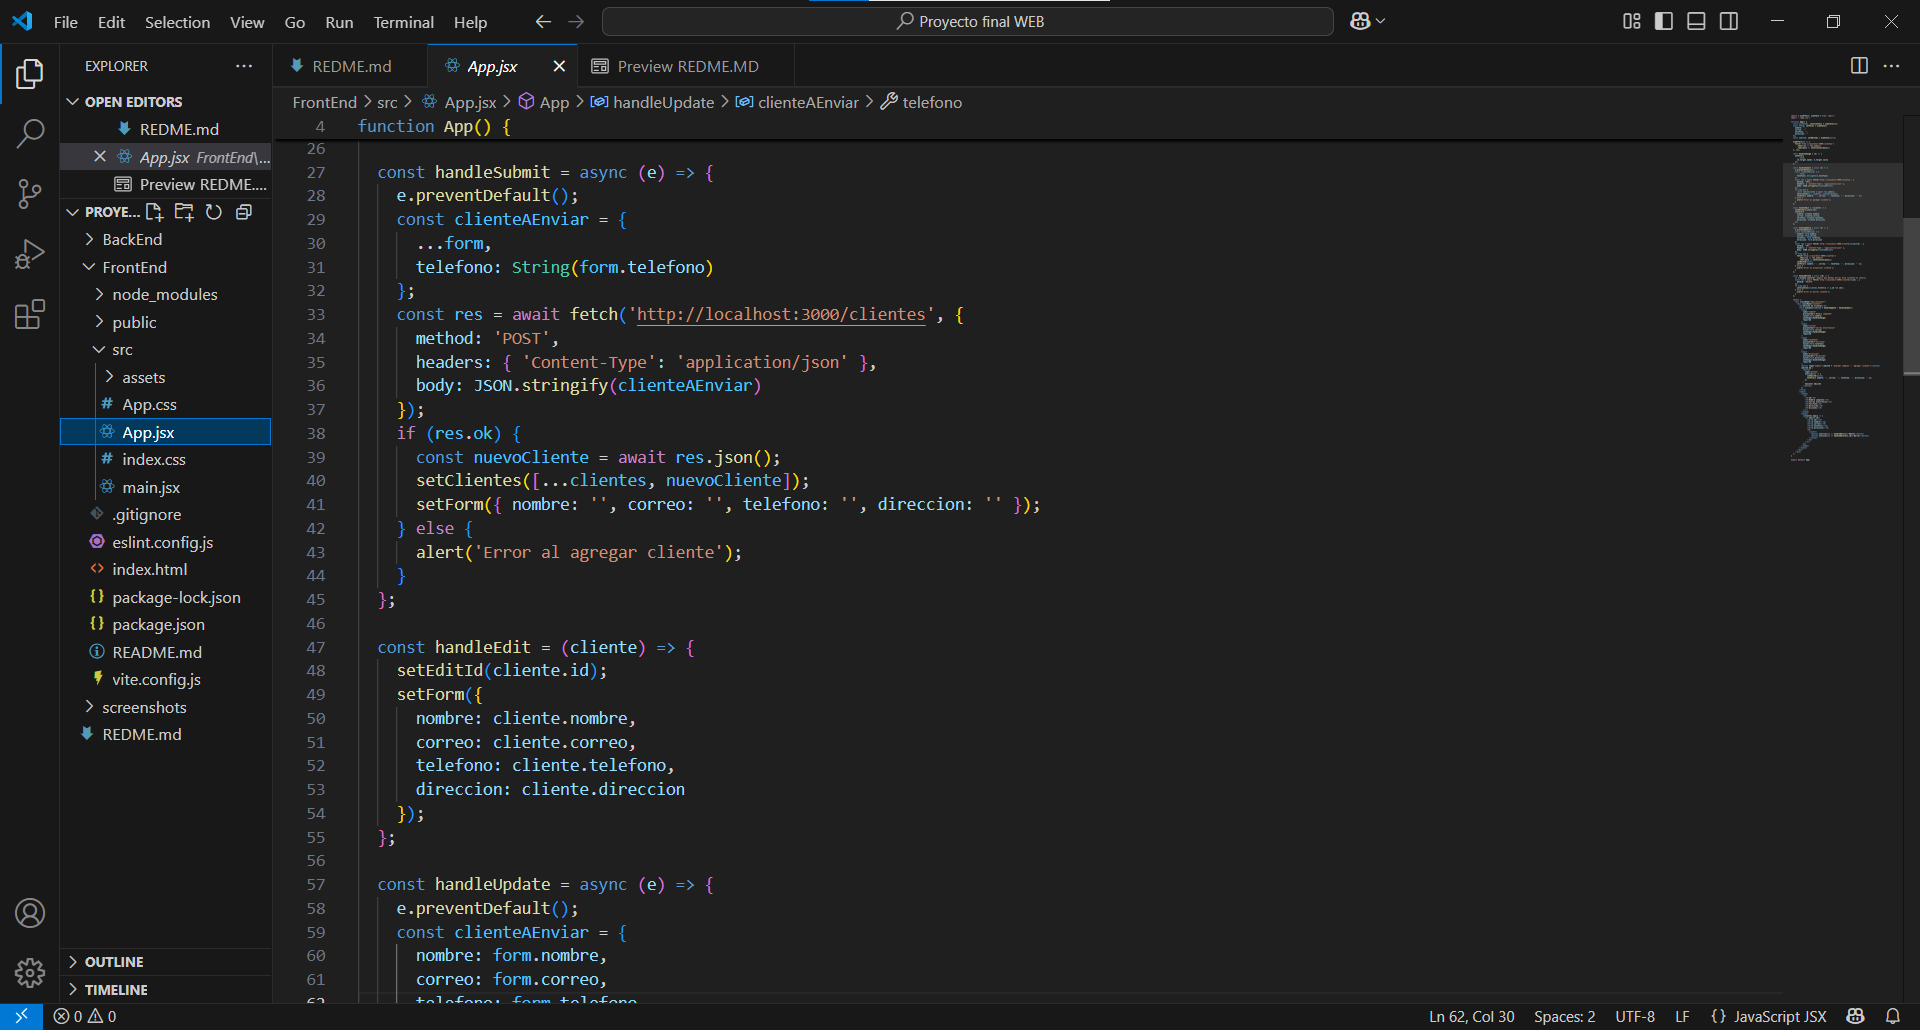 File Edit Selection View Go Run Terminal Help
Proyecto final WEB
EXPLORER
OPEN EDITORS
REDME.md
App.jsx FrontEnd\...
Preview REDME....
PROYE...
BackEnd
FrontEnd
node_modules
public
src
assets
App.css
App.jsx
index.css
main.jsx
.gitignore
eslint.config.js
index.html
package-lock.json
package.json
README.md
vite.config.js
screenshots
REDME.md
OUTLINE
TIMELINE
REDME.md App.jsx Preview REDME.MD
FrontEnd > src > App.jsx > App > handleUpdate > clienteAEnviar > telefono
4 function App() {
26
27 const handleSubmit = async (e) => {
28 e.preventDefault();
29 const clienteAEnviar = {
30 ...form,
31 telefono: String(form.telefono)
32 };
33 const res = await fetch('http://localhost:3000/clientes', {
34 method: 'POST',
35 headers: { 'Content-Type': 'application/json' },
36 body: JSON.stringify(clienteAEnviar)
37 });
38 if (res.ok) {
39 const nuevoCliente = await res.json();
40 setClientes([...clientes, nuevoCliente]);
41 setForm({ nombre: '', correo: '', telefono: '', direccion: '' });
42 } else {
43 alert('Error al agregar cliente');
44 }
45 };
46
47 const handleEdit = (cliente) => {
48 setEditId(cliente.id);
49 setForm({
50 nombre: cliente.nombre,
51 correo: cliente.correo,
52 telefono: cliente.telefono,
53 direccion: cliente.direccion
54 });
55 };
56
57 const handleUpdate = async (e) => {
58 e.preventDefault();
59 const clienteAEnviar = {
60 nombre: form.nombre,
61 correo: form.correo,
62 telefono: form.telefono
0 0
Ln 62, Col 30 Spaces: 2 UTF-8 LF {} JavaScript JSX